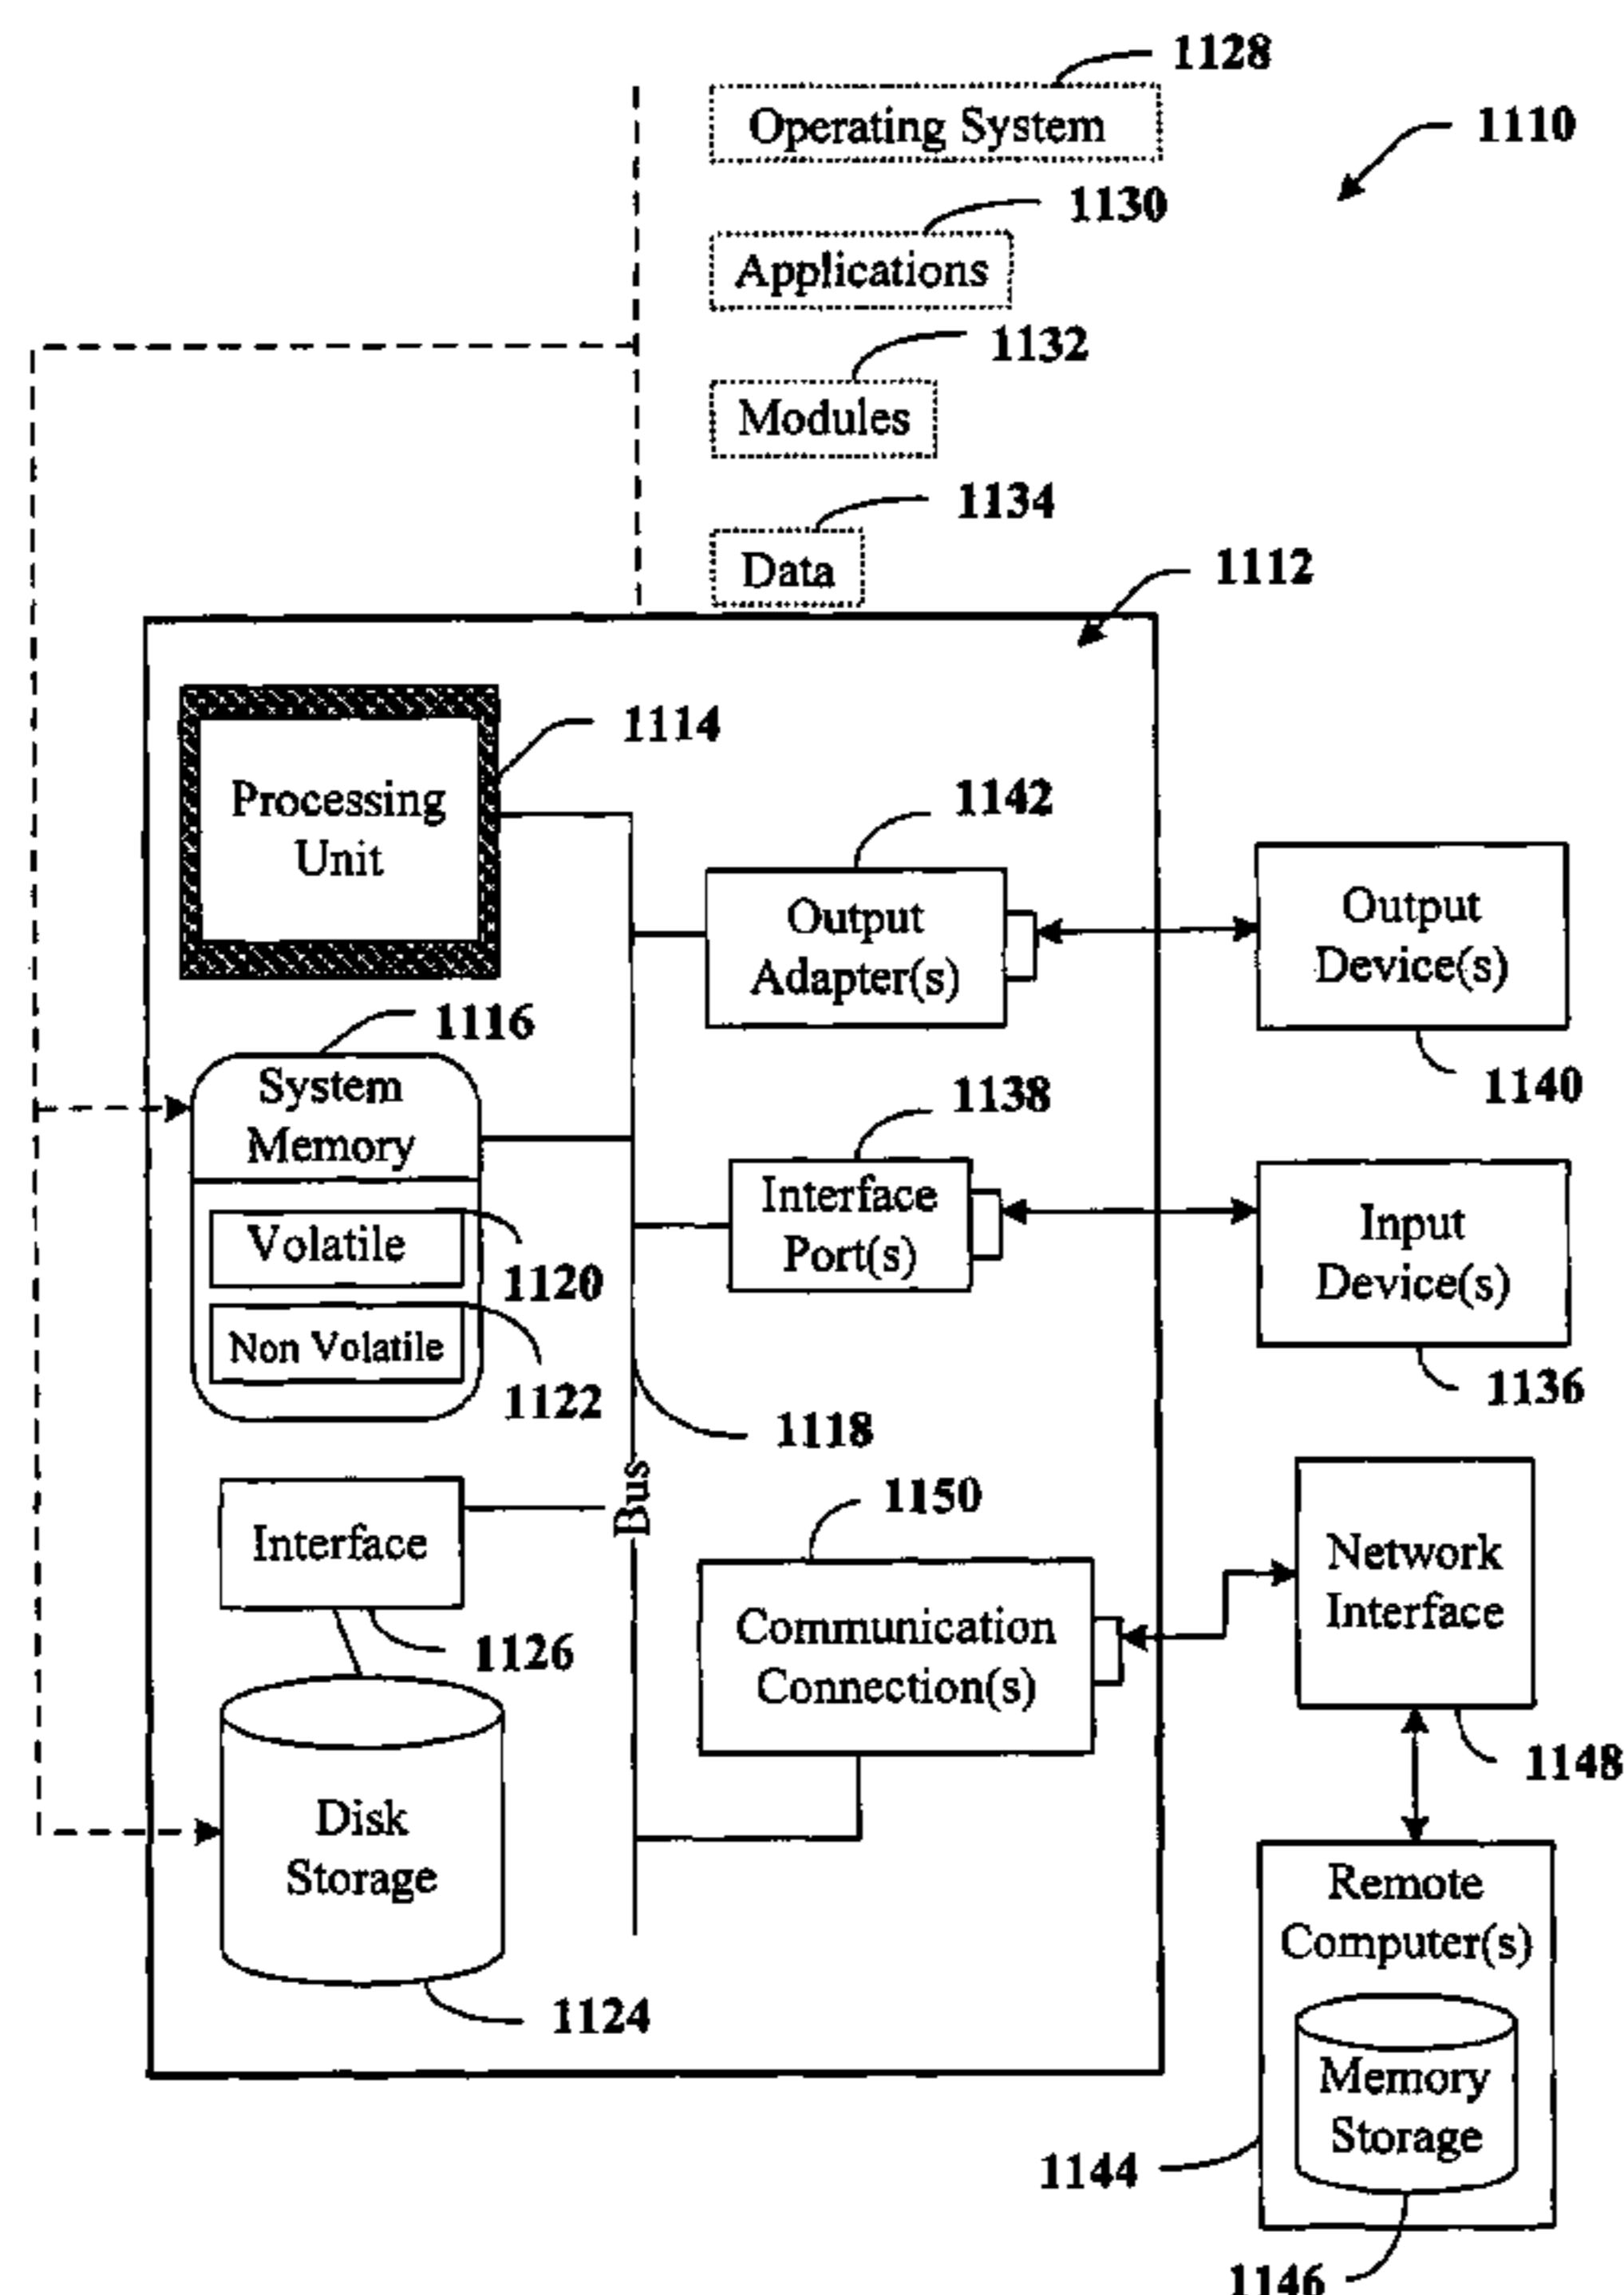 1128
Operating System
1110
1130
Applications
1132
Modules
1134
Data
1112
1114
Processing
Unit
1142
Output
Adapter(s)
Output
Device(s)
1140
1116
System
Memory
Volatile
1120
Non Volatile
1122
1138
Interface
Port(s)
Input
Device(s)
1136
1118
Bus
Interface
1126
1150
Communication
Connection(s)
Network
Interface
1148
Disk
Storage
1124
Remote
Computer(s)
Memory
Storage
1144
1146